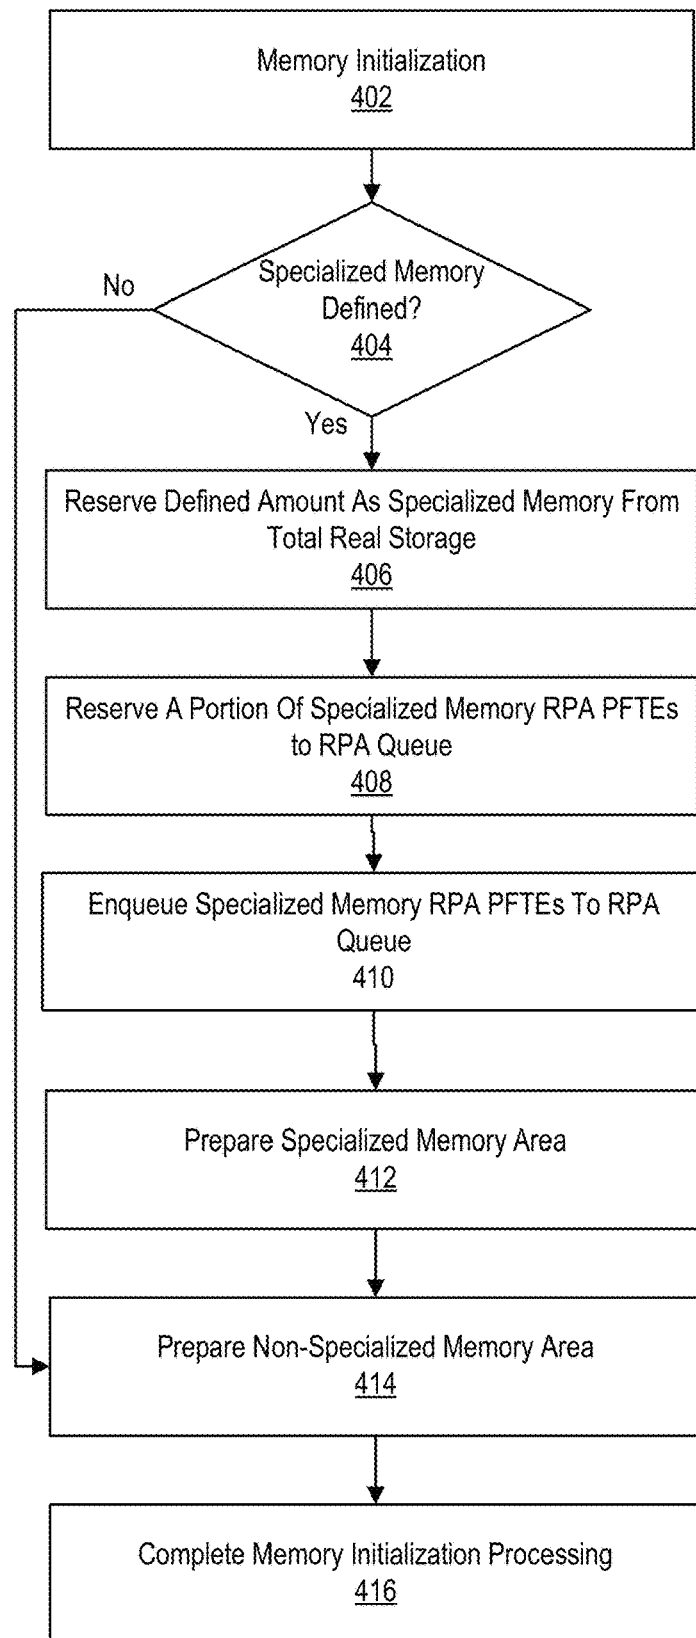 Memory Initialization
402
Specialized Memory
Defined?
404
No
Yes
Reserve Defined Amount As Specialized Memory From
Total Real Storage
406
Reserve A Portion Of Specialized Memory RPA PFTEs
to RPA Queue
408
Enqueue Specialized Memory RPA PFTEs To RPA
Queue
410
Prepare Specialized Memory Area
412
Prepare Non-Specialized Memory Area
414
Complete Memory Initialization Processing
416